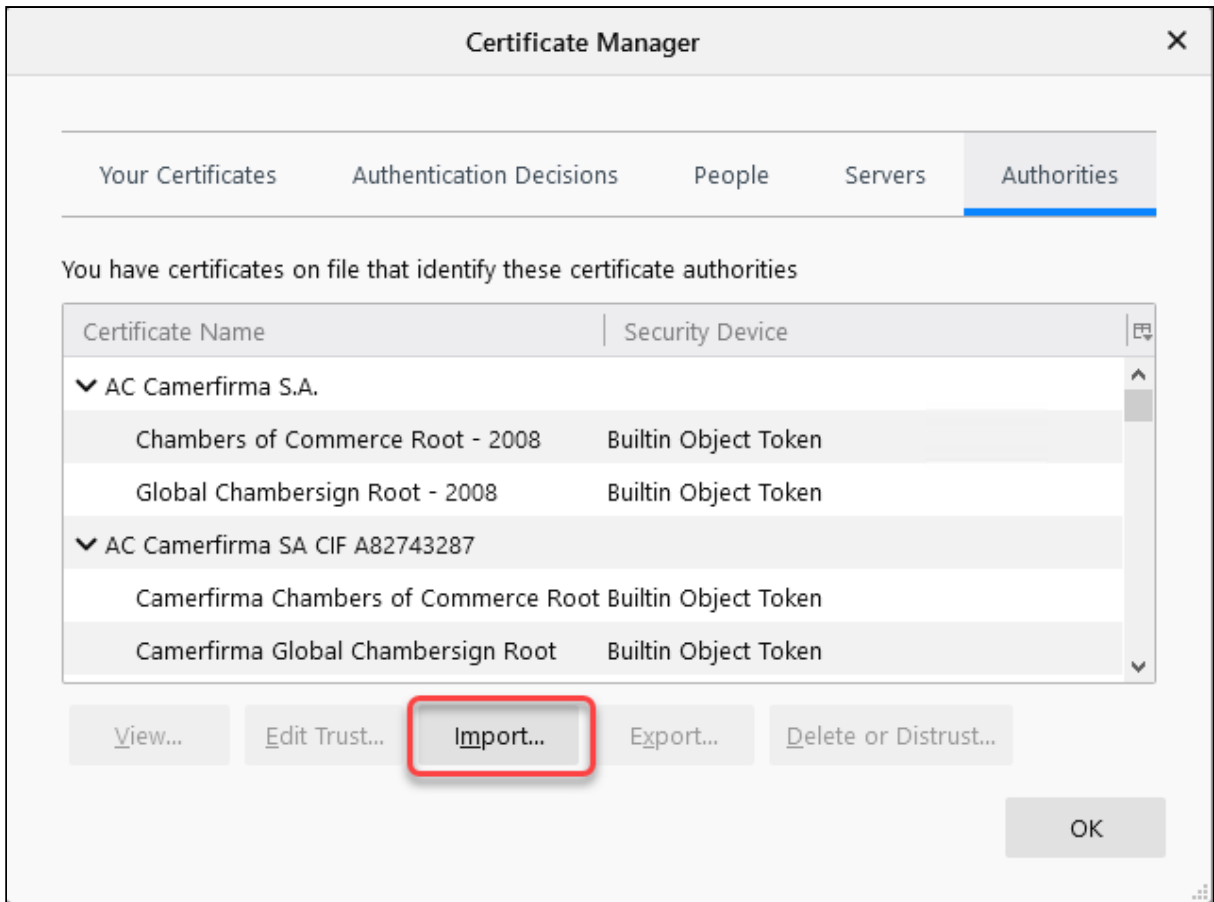 Certificate Manager
Your Certificates Authentication Decisions People Servers Authorities
You have certificates on file that identify these certificate authorities
Certificate Name Security Device
AC Camerfirma S.A.
Chambers of Commerce Root - 2008 Builtin Object Token
Global Chambersign Root - 2008 Builtin Object Token
AC Camerfirma SA CIF A82743287
Camerfirma Chambers of Commerce Root Builtin Object Token
Camerfirma Global Chambersign Root Builtin Object Token
View... Edit Trust... Import... Export... Delete or Distrust...
OK